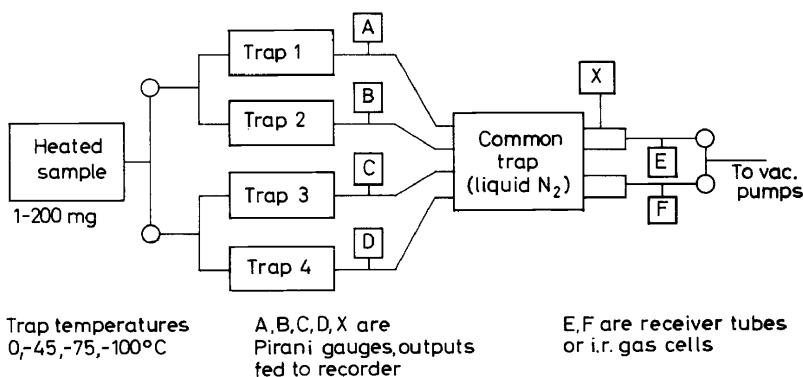 Trap 1
A
X
Trap 2
B
Heated
sample
1-200 mg
Common
trap
(liquid N₂)
E
To vac.
pumps
Trap 3
C
F
Trap 4
D
Trap temperatures
0,-45,-75,-100°C
A,B,C,D,X are
Pirani gauges,outputs
fed to recorder
E,F are receiver tubes
or i.r. gas cells